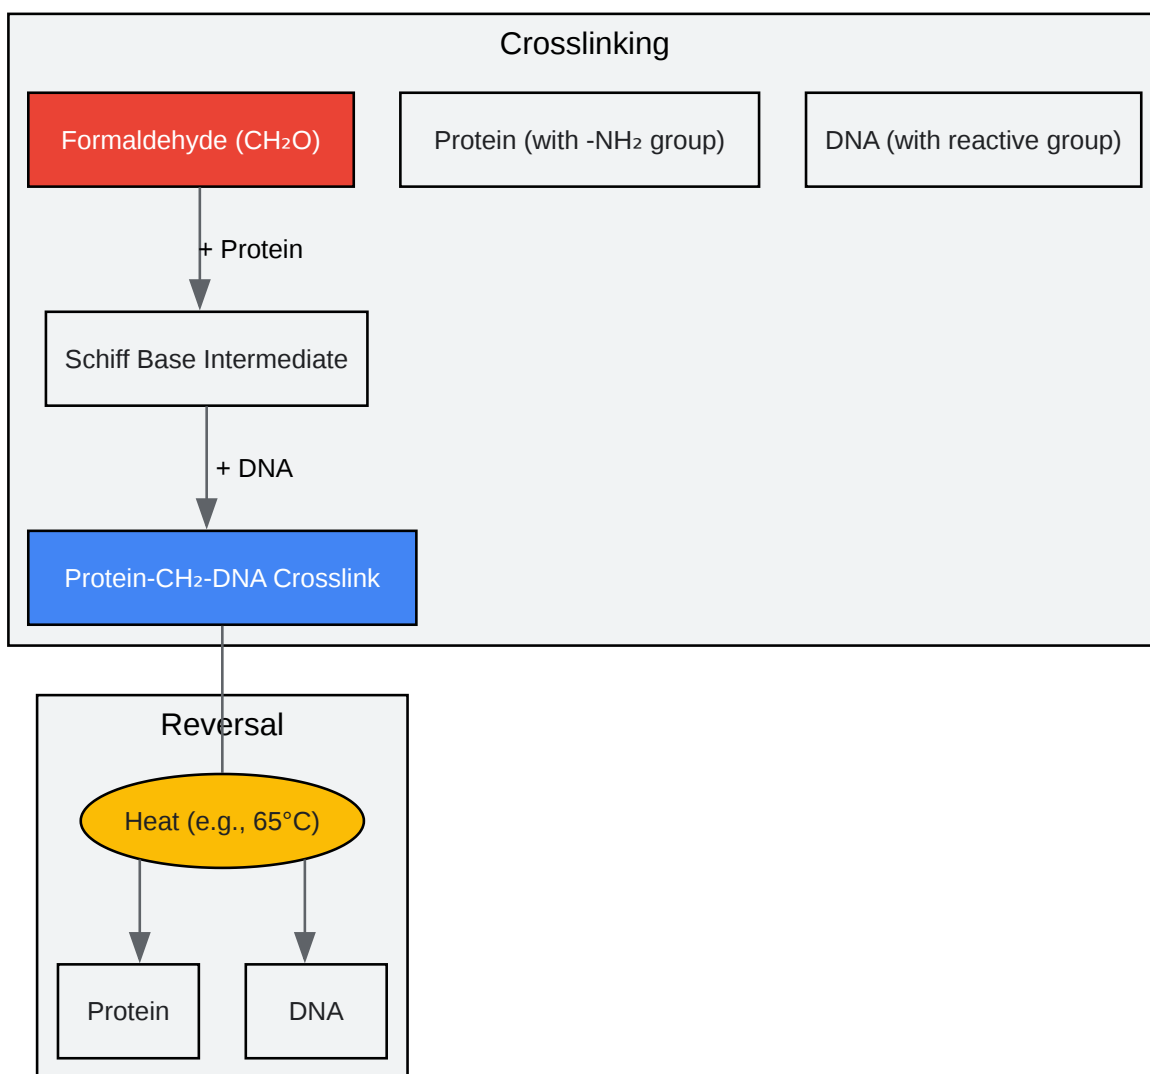 Crosslinking
Formaldehyde (CH₂O)
Protein (with -NH₂ group)
DNA (with reactive group)
+ Protein
Schiff Base Intermediate
+ DNA
Protein-CH₂-DNA Crosslink
Reversal
Heat (e.g., 65°C)
Protein
DNA